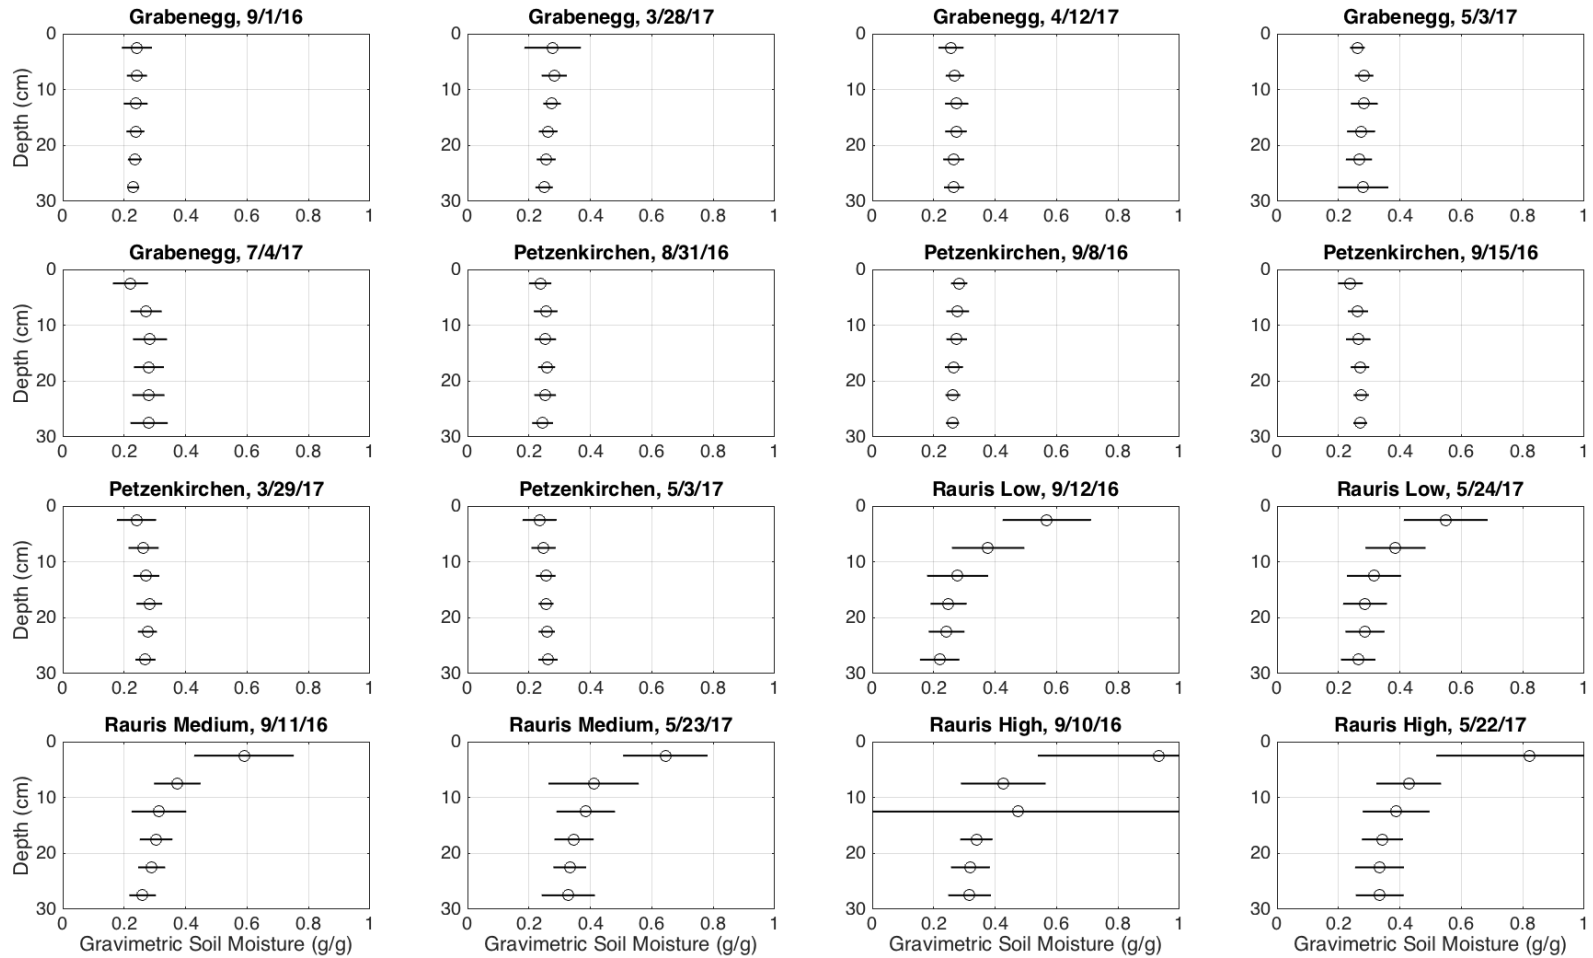 Grabenegg, 9/1/16
Grabenegg, 3/28/17
Grabenegg, 4/12/17
Grabenegg, 5/3/17
Depth (cm)
0
10
20
30
0 0.2 0.4 0.6 0.8 1
0
10
20
30
0 0.2 0.4 0.6 0.8 1
0
10
20
30
0 0.2 0.4 0.6 0.8 1
0
10
20
30
0 0.2 0.4 0.6 0.8 1
Grabenegg, 7/4/17
Petzenkirchen, 8/31/16
Petzenkirchen, 9/8/16
Petzenkirchen, 9/15/16
Depth (cm)
0
10
20
30
0 0.2 0.4 0.6 0.8 1
0
10
20
30
0 0.2 0.4 0.6 0.8 1
0
10
20
30
0 0.2 0.4 0.6 0.8 1
0
10
20
30
0 0.2 0.4 0.6 0.8 1
Petzenkirchen, 3/29/17
Petzenkirchen, 5/3/17
Rauris Low, 9/12/16
Rauris Low, 5/24/17
Depth (cm)
0
10
20
30
0 0.2 0.4 0.6 0.8 1
0
10
20
30
0 0.2 0.4 0.6 0.8 1
0
10
20
30
0 0.2 0.4 0.6 0.8 1
0
10
20
30
0 0.2 0.4 0.6 0.8 1
Rauris Medium, 9/11/16
Rauris Medium, 5/23/17
Rauris High, 9/10/16
Rauris High, 5/22/17
Depth (cm)
0
10
20
30
0 0.2 0.4 0.6 0.8 1
Gravimetric Soil Moisture (g/g)
0
10
20
30
0 0.2 0.4 0.6 0.8 1
Gravimetric Soil Moisture (g/g)
0
10
20
30
0 0.2 0.4 0.6 0.8 1
Gravimetric Soil Moisture (g/g)
0
10
20
30
0 0.2 0.4 0.6 0.8 1
Gravimetric Soil Moisture (g/g)